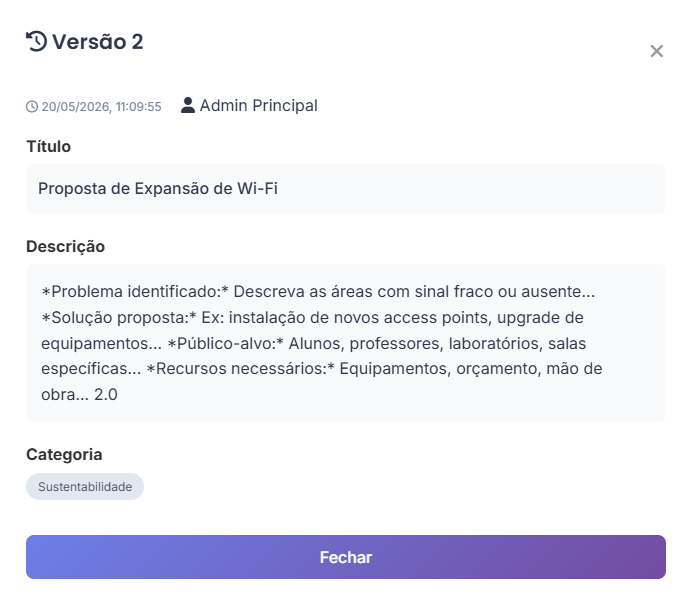 Versão 2
20/05/2026, 11:09:55 Admin Principal
Título
Proposta de Expansão de Wi-Fi
Descrição
*Problema identificado:* Descreva as áreas com sinal fraco ou ausente...
*Solução proposta:* Ex: instalação de novos access points, upgrade de
equipamentos... *Público-alvo:* Alunos, professores, laboratórios, salas
específicas... *Recursos necessários:* Equipamentos, orçamento, mão de
obra... 2.0
Categoria
Sustentabilidade
Fechar